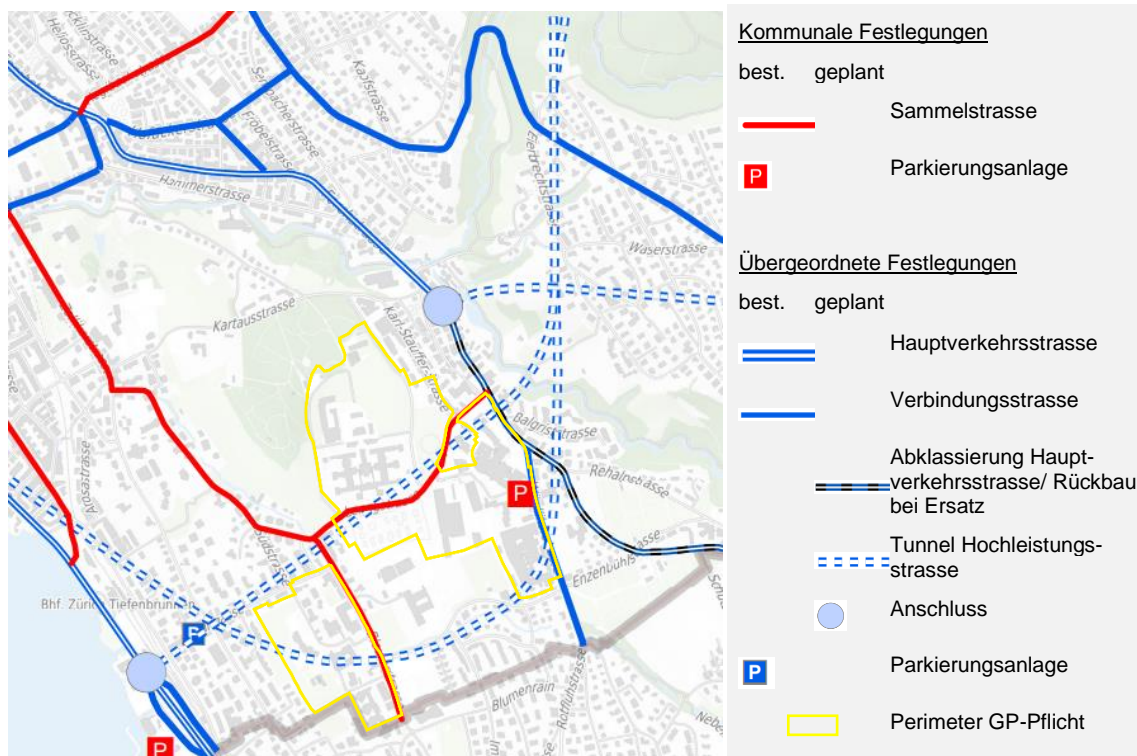 Heliosstrasse
Kapfstrasse
Fröbelstrasse
Hammerstrasse
Waserstrasse
Kartausstrasse
Karl-Stauffer-Strasse
Balgriststrasse
Rehalpstrasse
P
Südstrasse
Enzenbühlstrasse
Bhf. Zürich Tiefenbrunnen
P
Blumenrain
Rotfluhstrasse
P
Kommunale Festlegungen
best. geplant
Sammelstrasse
P
Parkierungsanlage
Übergeordnete Festlegungen
best. geplant
Hauptverkehrsstrasse
Verbindungsstrasse
Abklassierung Haupt-
verkehrsstrasse/ Rückbau
bei Ersatz
Tunnel Hochleistungs-
strasse
Anschluss
P
Parkierungsanlage
Perimeter GP-Pflicht